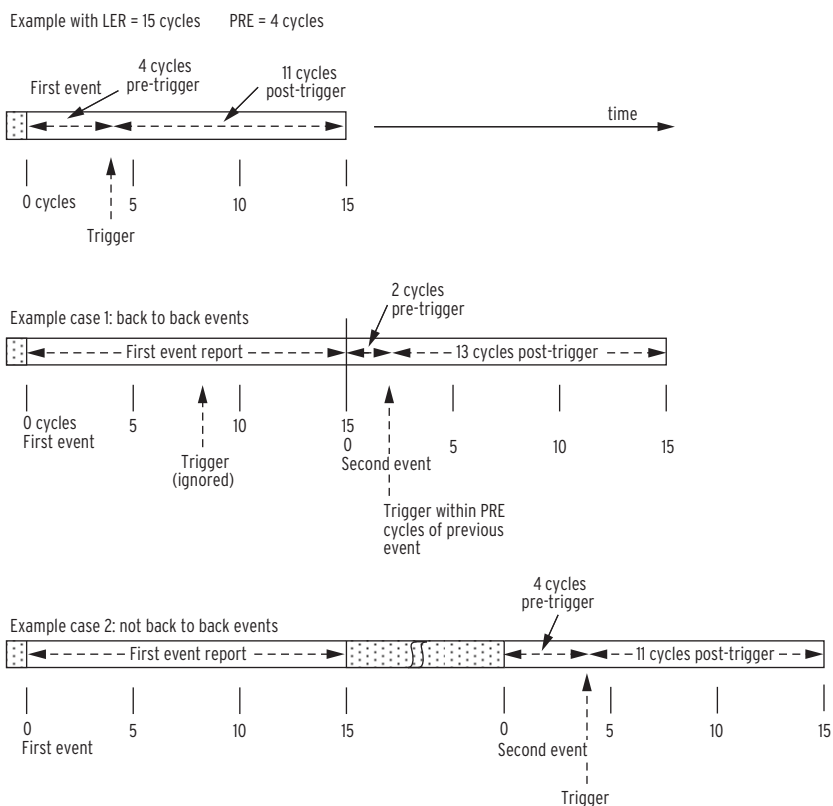 Example with LER = 15 cycles PRE = 4 cycles
First event
4 cycles
pre-trigger
11 cycles
post-trigger
time
0 cycles
5
10
15
Trigger
Example case 1: back to back events
2 cycles
pre-trigger
First event report
13 cycles post-trigger
0 cycles
First event
5
10
15
0
Second event
5
10
15
Trigger
(ignored)
Trigger within PRE
cycles of previous
event
Example case 2: not back to back events
4 cycles
pre-trigger
First event report
11 cycles post-trigger
0
First event
5
10
15
0
Second event
5
10
15
Trigger